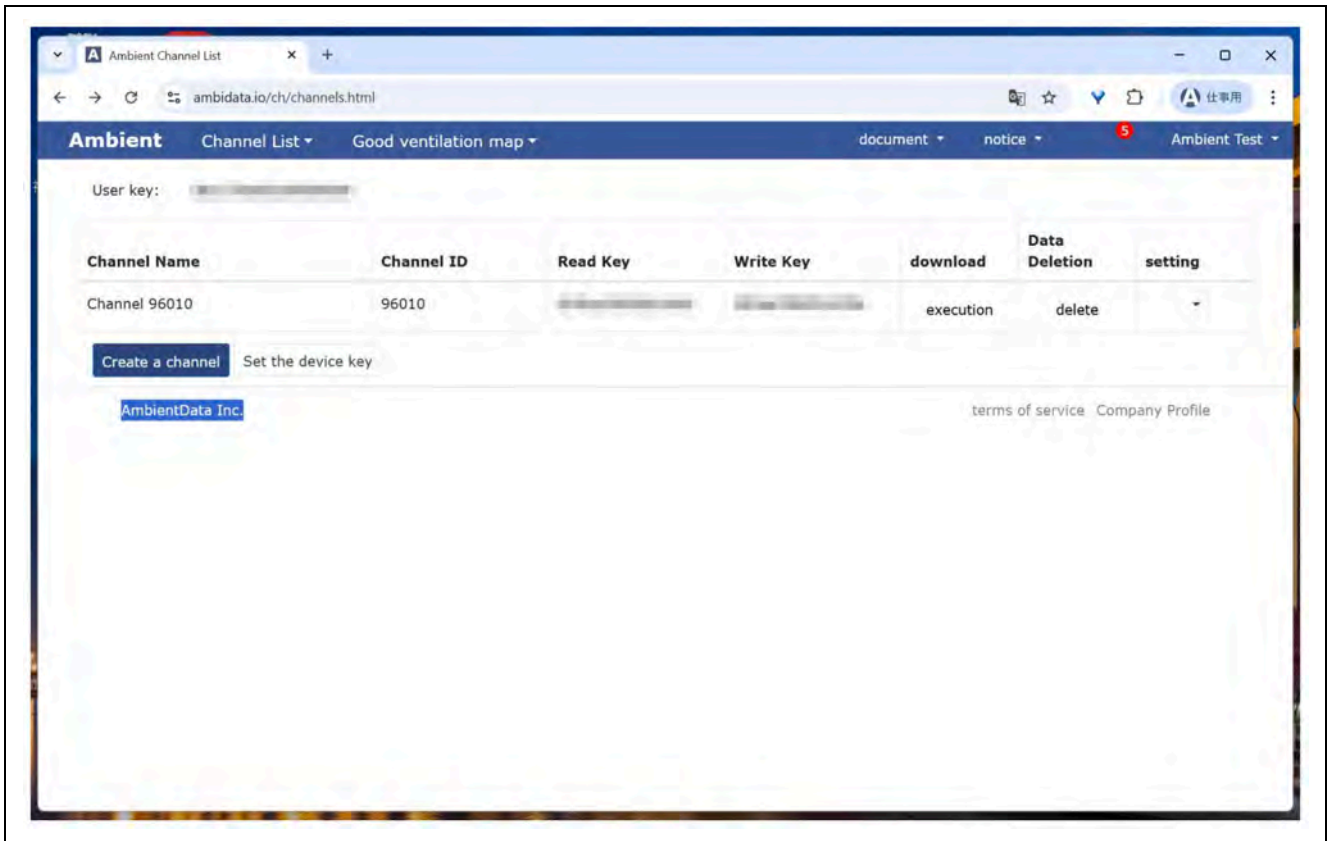 Ambient Channel List
ambidata.io/ch/channels.html 仕事用
Ambient Channel List Good ventilation map document notice 5 Ambient Test
User key:
Channel Name Channel ID Read Key Write Key download Data Deletion setting
Channel 96010 96010 execution delete
Create a channel Set the device key
AmbientData Inc. terms of service Company Profile